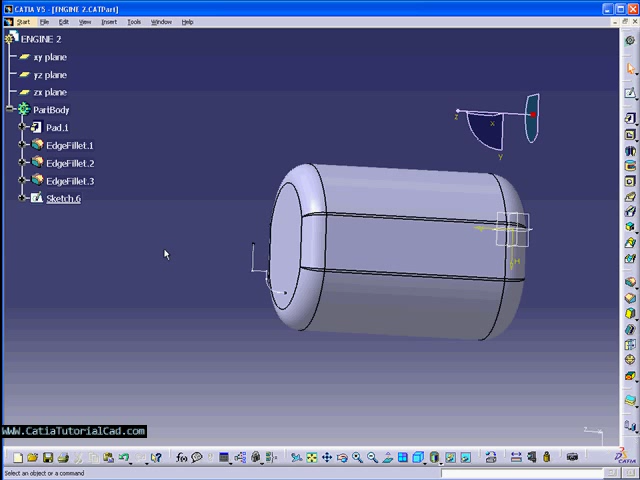 CATIA V5 - [ENGINE 2.CATPart]
Start File Edit View Insert Tools Window Help
ENGINE 2
xy plane
yz plane
zx plane
PartBody
Pad.1
EdgeFillet.1
EdgeFillet.2
EdgeFillet.3
Sketch.6
z
x
y
H
www.CatiaTutorialCad.com
z
f(x)
CATIA
Select an object or a command